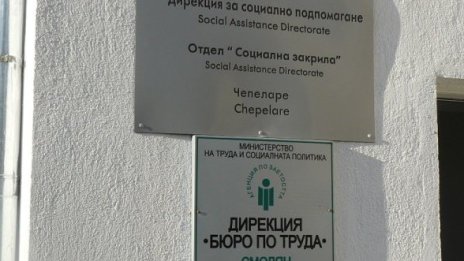 Дирекция за социално подпомагане
Social Assistance Directorate
Отдел "Социална закрила"
Social Assistance Directorate
Чепеларе
Chepelare
МИНИСТЕРСТВО
НА ТРУДА И СОЦИАЛНАТА ПОЛИТИКА
АГЕНЦИЯ ПО ЗАЕТОСТТА
ДИРЕКЦИЯ
•БЮРО ПО ТРУДА•
СМОЛЯН